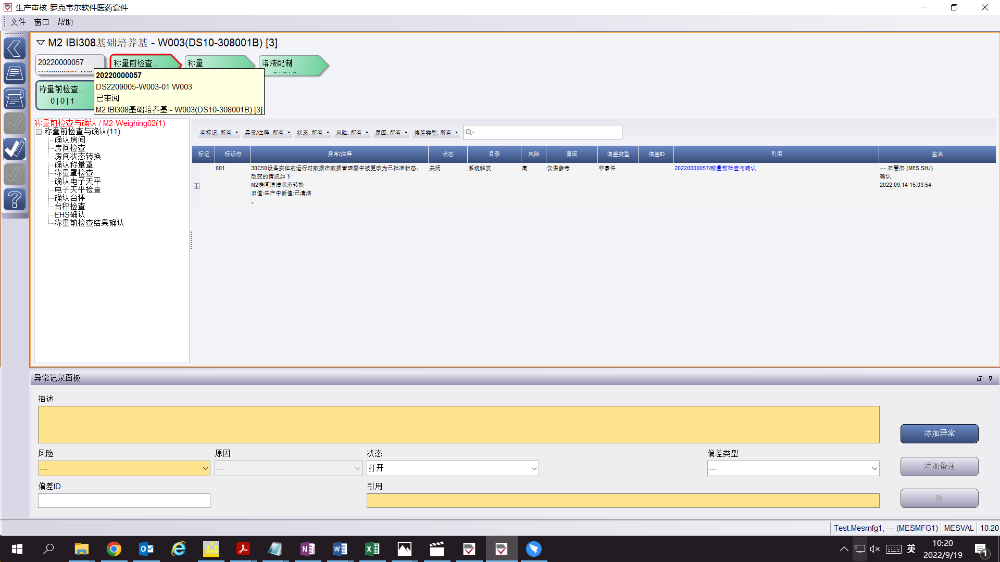 生产审核-罗克韦尔软件医药套件
文件 窗口 帮助
M2 IBI308基础培养基 - W003(DS10-308001B) [3]
20220000057
称量前检查...
称量
溶液配制
称量前检查...
0 | 0 | 1
20220000057
DS2209005-W003-01 W003
已审阅
M2 IBI308基础培养基 - W003(DS10-308001B) [3]
称量前检查与确认 / M2-Weighing02(1)
称量前检查与确认(11)
确认房间
房间检查
房间状态转换
确认称量罩
称量罩检查
确认电子天平
电子天平检查
确认台秤
台秤检查
EHS确认
称量前检查结果确认
有标记: 所有 异常/注释: 所有 状态: 所有 风险: 所有 原因: 所有 偏差类型: 所有
标记 标识符 异常/注释 状态 目录 风险 原因 偏差类型 偏差ID 引用 签名
001 30C50设备实体的运行时数据在数据管理器中被更改为已批准状态。 关闭 系统触发 高 仅供参考 非事件 20220000057/称量前检查与确认 --- 石慧杰 (MES.SHJ)
改变的情况如下: 确认
M2房间清洁状态转换 2022.09.14 15:03:54
旧值:生产中新值:已清洁
。
异常记录面板
描述
添加异常
风险 原因 状态 偏差类型
--- --- 打开 ---
添加备注
偏差ID 引用
Test.Mesmfg1, --- (MESMFG1) MESVAL 10:20
英
10:20
2022/9/19
1